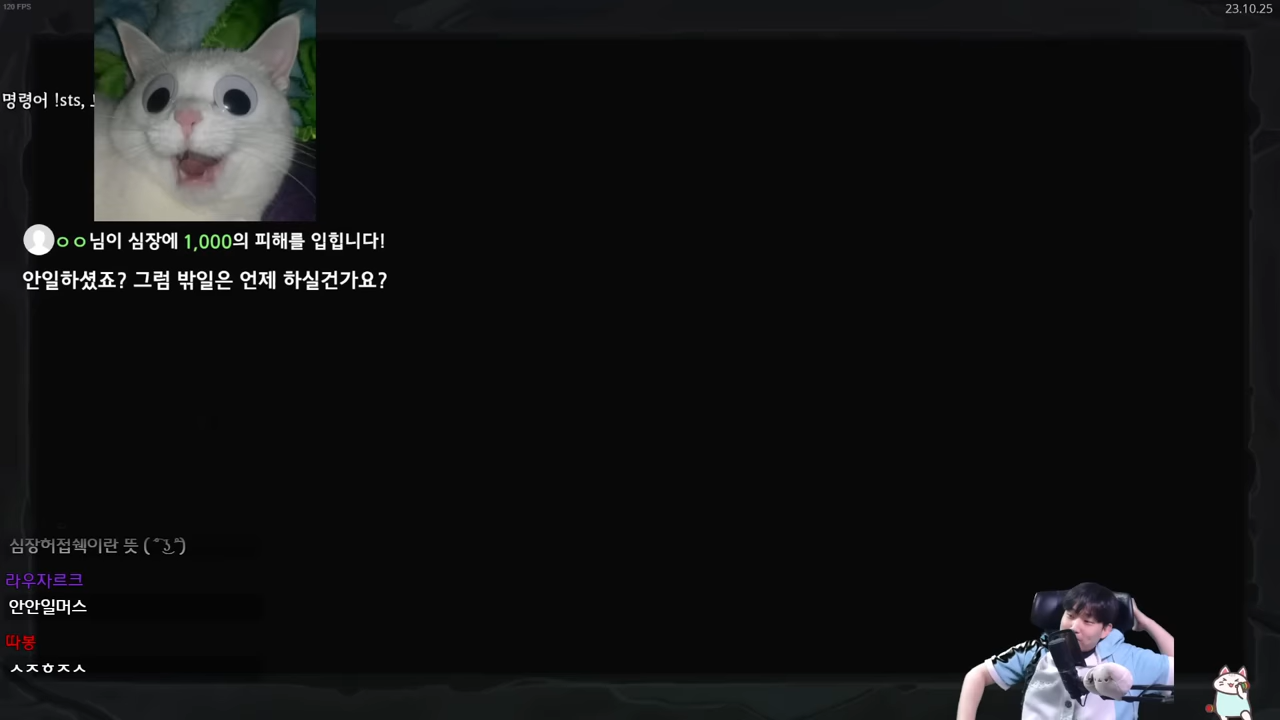 120 FPS
23.10.25
명령어 !sts,
ㅇㅇ님이 심장에 1,000의 피해를 입힙니다!
안일하셨죠? 그럼 밖일은 언제 하실건가요?
심장허접쉑이란 뜻 ( ͡° ͜ʖ ͡°)
라우자르크
안안일머스
따봉
ㅅㅈㅎㅈㅅ